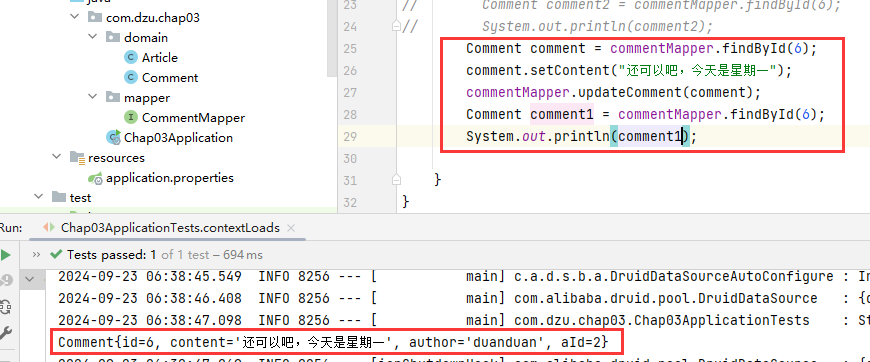 java
com.dzu.chap03
domain
Article
Comment
mapper
CommentMapper
Chap03Application
resources
application.properties
test
23 // Comment comment2 = commentMapper.findById(6);
24 // System.out.println(comment2);
25 Comment comment = commentMapper.findById(6);
26 comment.setContent("还可以吧，今天是星期一");
27 commentMapper.updateComment(comment);
28 Comment comment1 = commentMapper.findById(6);
29 System.out.println(comment1);
30
31 }
32 }
Run: Chap03ApplicationTests.contextLoads ×
» Tests passed: 1 of 1 test – 694 ms
2024-09-23 06:38:45.549 INFO 8256 --- [ main] c.a.d.s.b.a.DruidDataSourceAutoConfigure : In
2024-09-23 06:38:46.408 INFO 8256 --- [ main] com.alibaba.druid.pool.DruidDataSource : {d
2024-09-23 06:38:47.098 INFO 8256 --- [ main] com.dzu.chap03.Chap03ApplicationTests : St
Comment{id=6, content='还可以吧，今天是星期一', author='duanduan', aId=2}